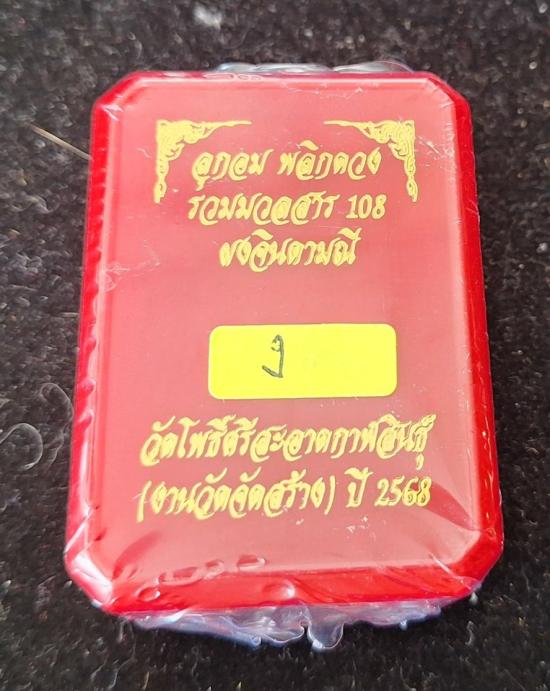 ลูกอม พลิกดวง
รวมมวลสาร 108
ผงจินดามณี
วัดโพธิ์ศรีสะอาดกาฬสินธุ์
(งานวัดจัดสร้าง) ปี 2568